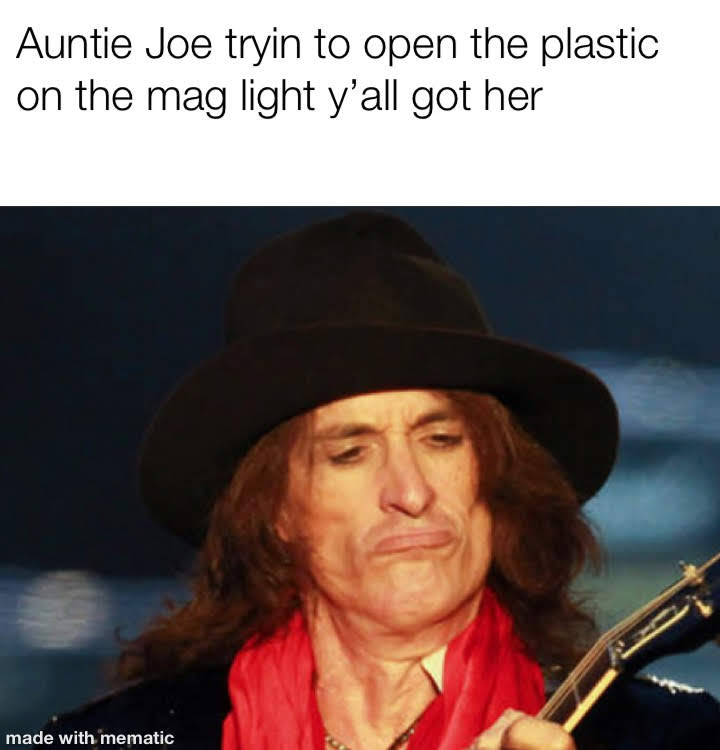 Auntie Joe tryin to open the plastic
on the mag light y’all got her
made with mematic